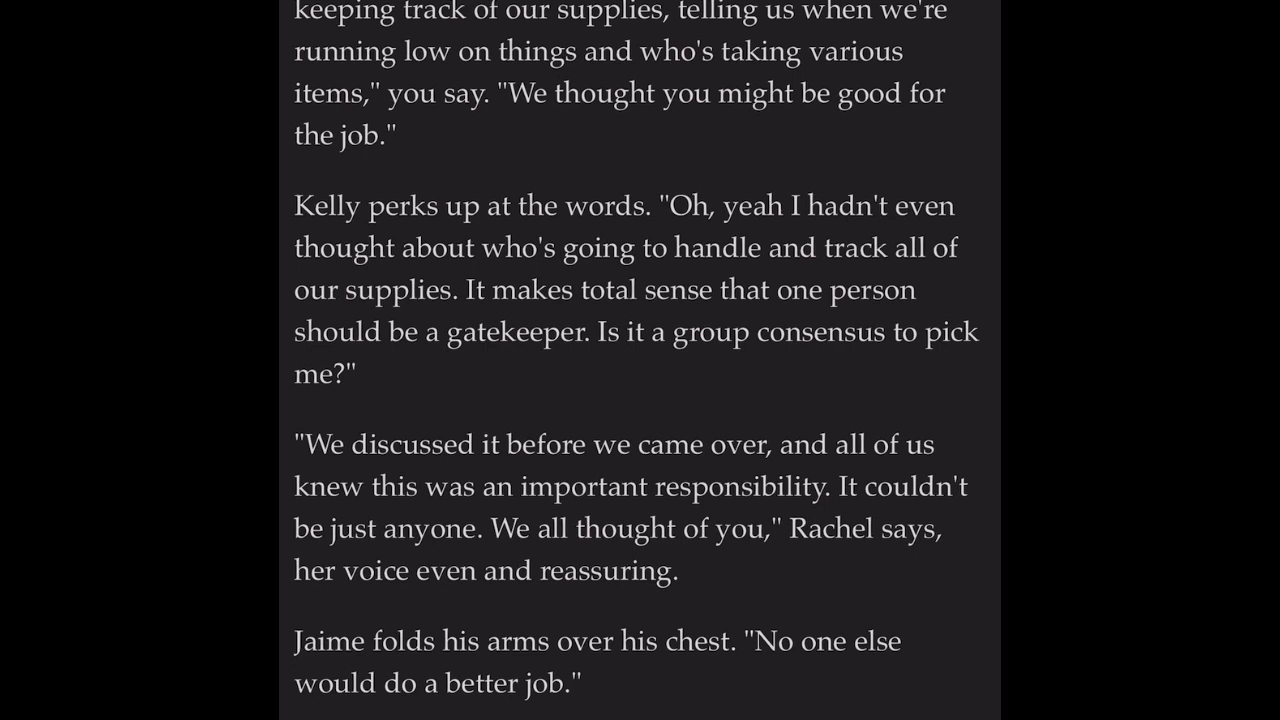 keeping track of our supplies, telling us when we're
running low on things and who's taking various
items," you say. "We thought you might be good for
the job."
Kelly perks up at the words. "Oh, yeah I hadn't even
thought about who's going to handle and track all of
our supplies. It makes total sense that one person
should be a gatekeeper. Is it a group consensus to pick
me?"
"We discussed it before we came over, and all of us
knew this was an important responsibility. It couldn't
be just anyone. We all thought of you," Rachel says,
her voice even and reassuring.
Jaime folds his arms over his chest. "No one else
would do a better job."